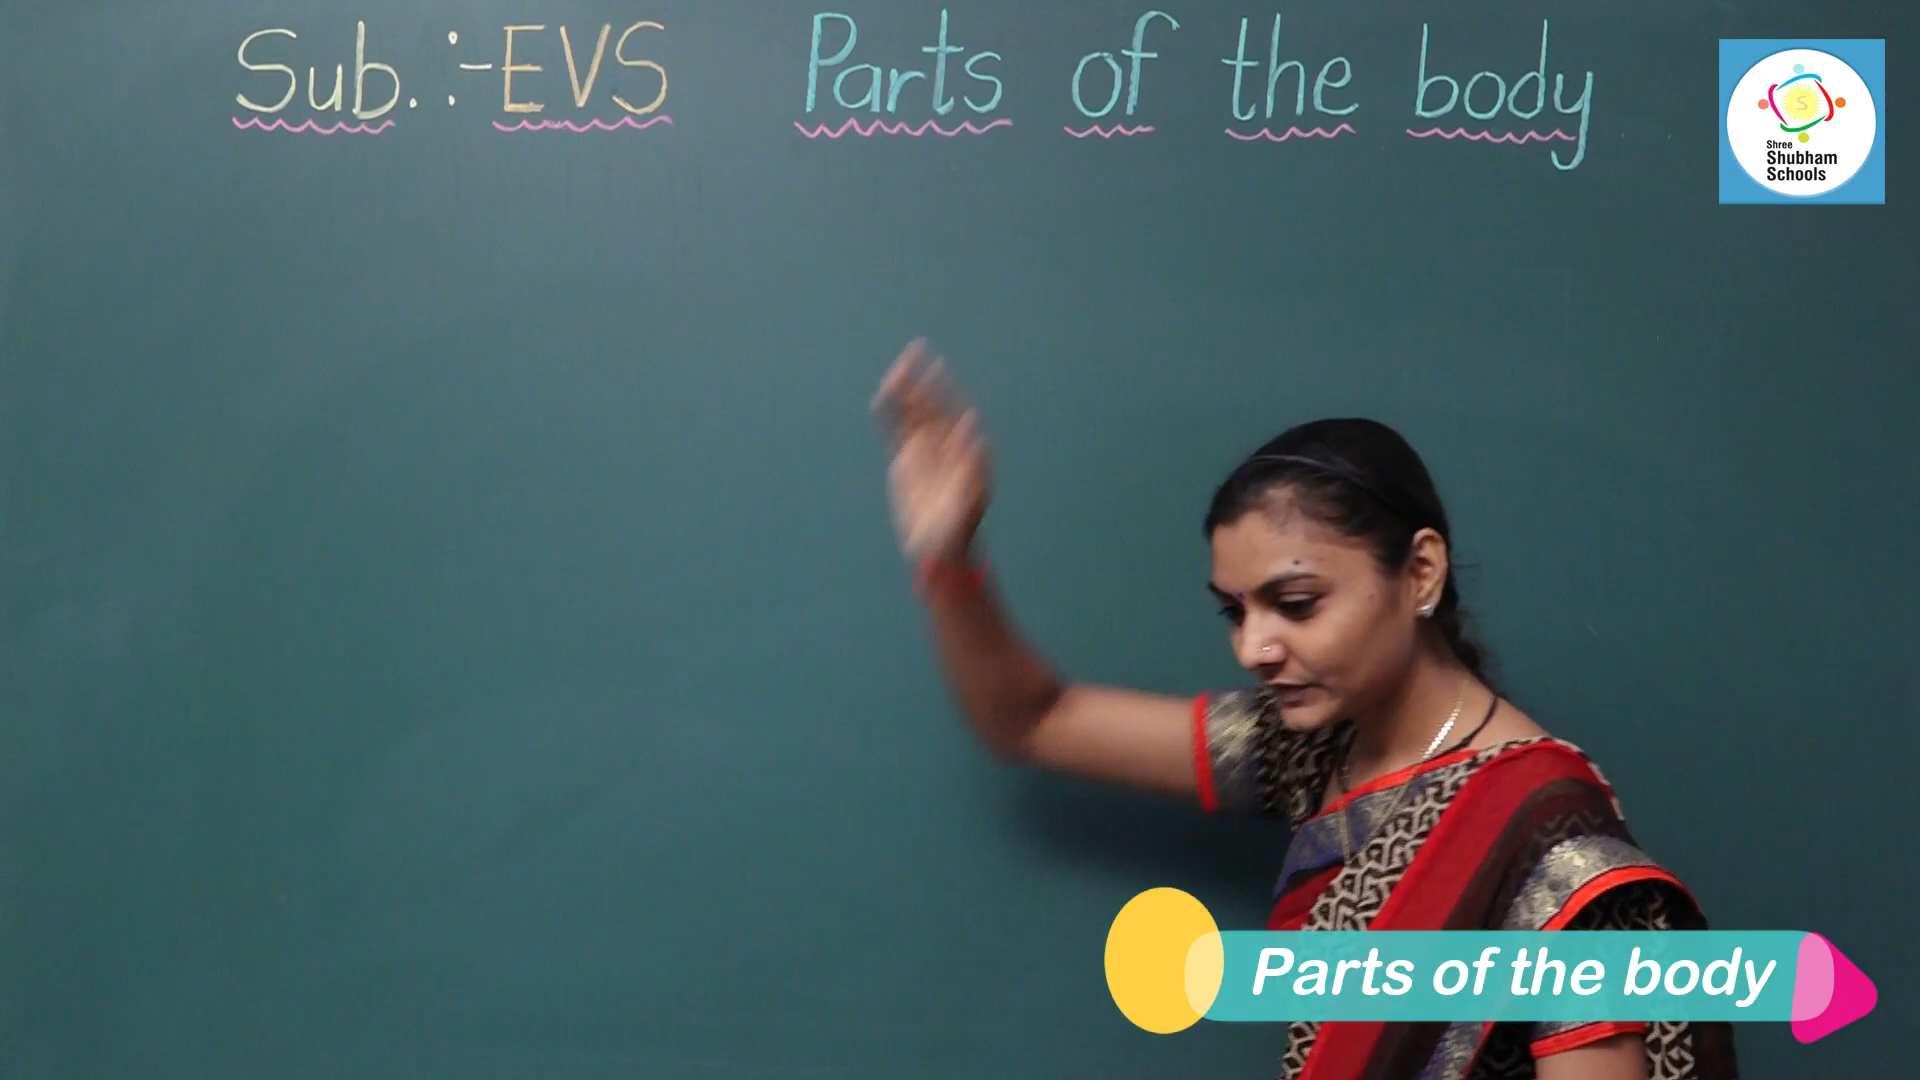 Sub. :- EVS Parts of the body
S
Shree
Shubham
Schools
Parts of the body